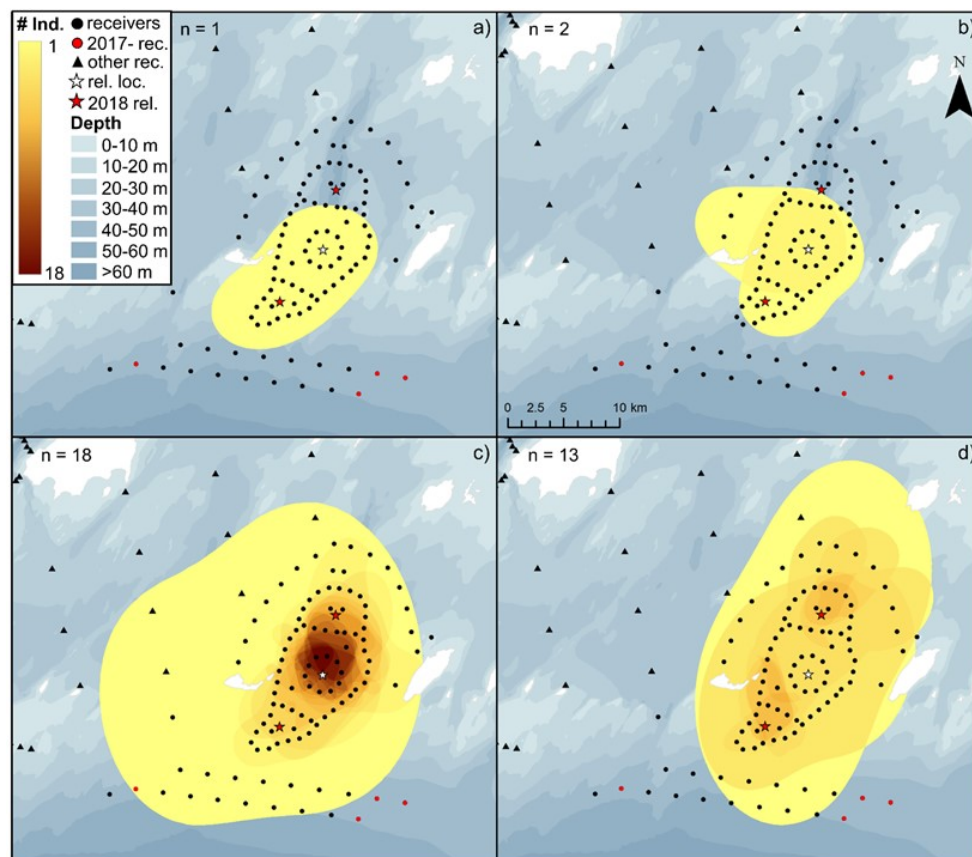 # Ind.
1
18
receivers
2017- rec.
other rec.
rel. loc.
2018 rel.
Depth
0-10 m
10-20 m
20-30 m
30-40 m
40-50 m
50-60 m
>60 m
n = 1
a)
n = 2
b)
N
0 2.5 5 10 km
n = 18
c)
n = 13
d)